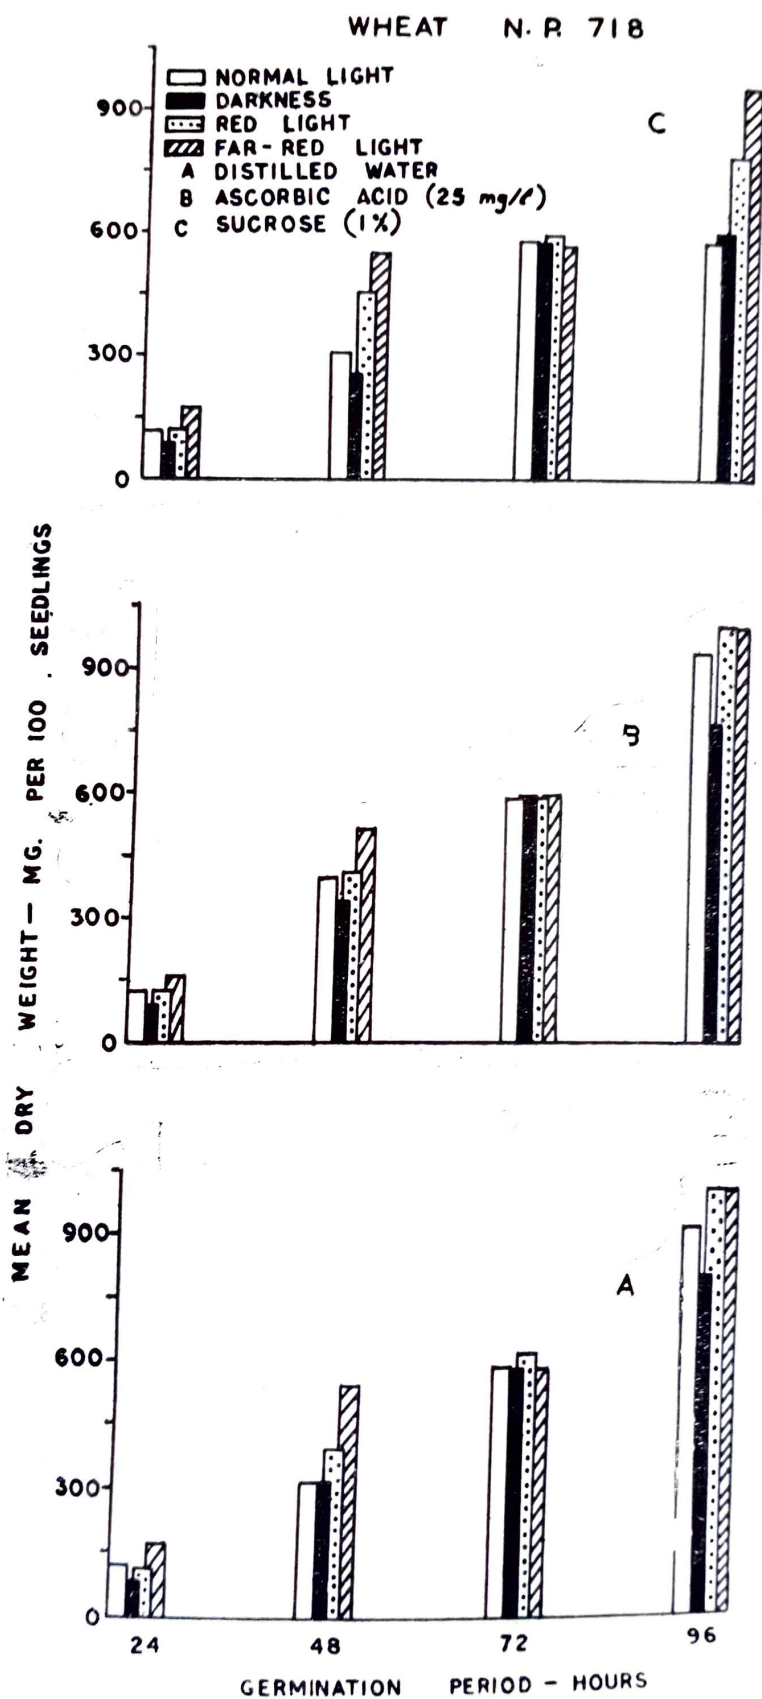 WHEAT N. P. 718
NORMAL LIGHT
DARKNESS
RED LIGHT
FAR-RED LIGHT
A DISTILLED WATER
B ASCORBIC ACID (25 mg/l)
C SUCROSE (1%)
C
900
600
300
0
B
900
600
300
0
A
900
600
300
0
MEAN DRY WEIGHT — MG. PER 100 SEEDLINGS
24 48 72 96
GERMINATION PERIOD - HOURS